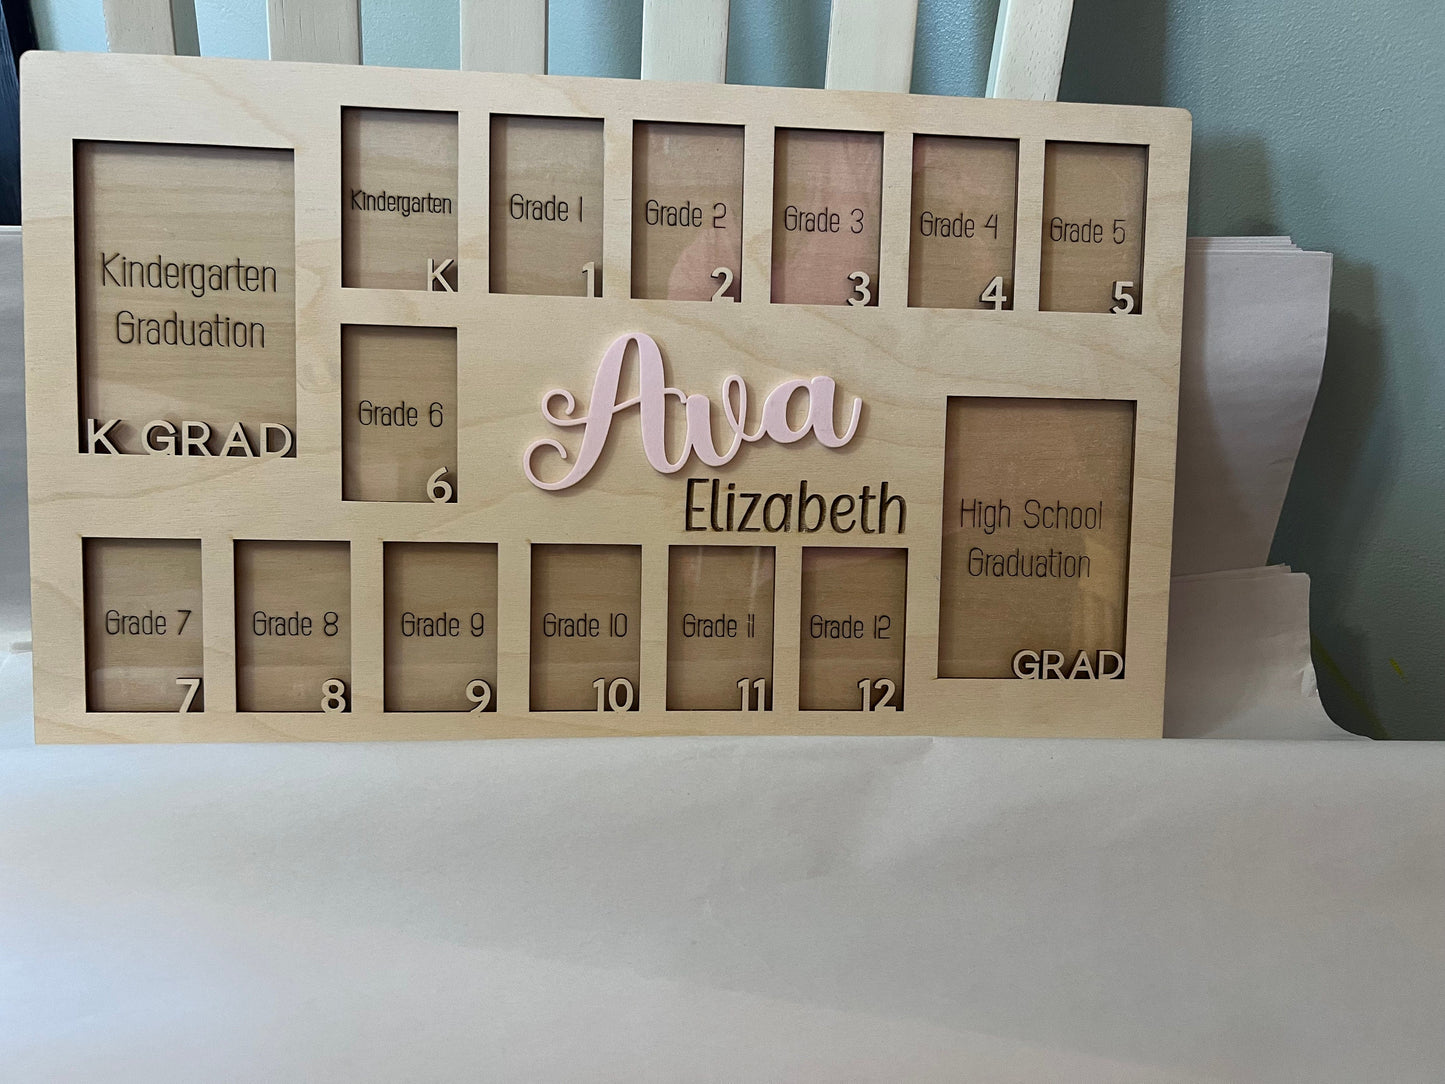 Kindergarten
Graduation
K GRAD
Kindergarten
K
Grade 1
1
Grade 2
2
Grade 3
3
Grade 4
4
Grade 5
5
Grade 6
6
Ava
Elizabeth
High School
Graduation
GRAD
Grade 7
7
Grade 8
8
Grade 9
9
Grade 10
10
Grade 11
11
Grade 12
12